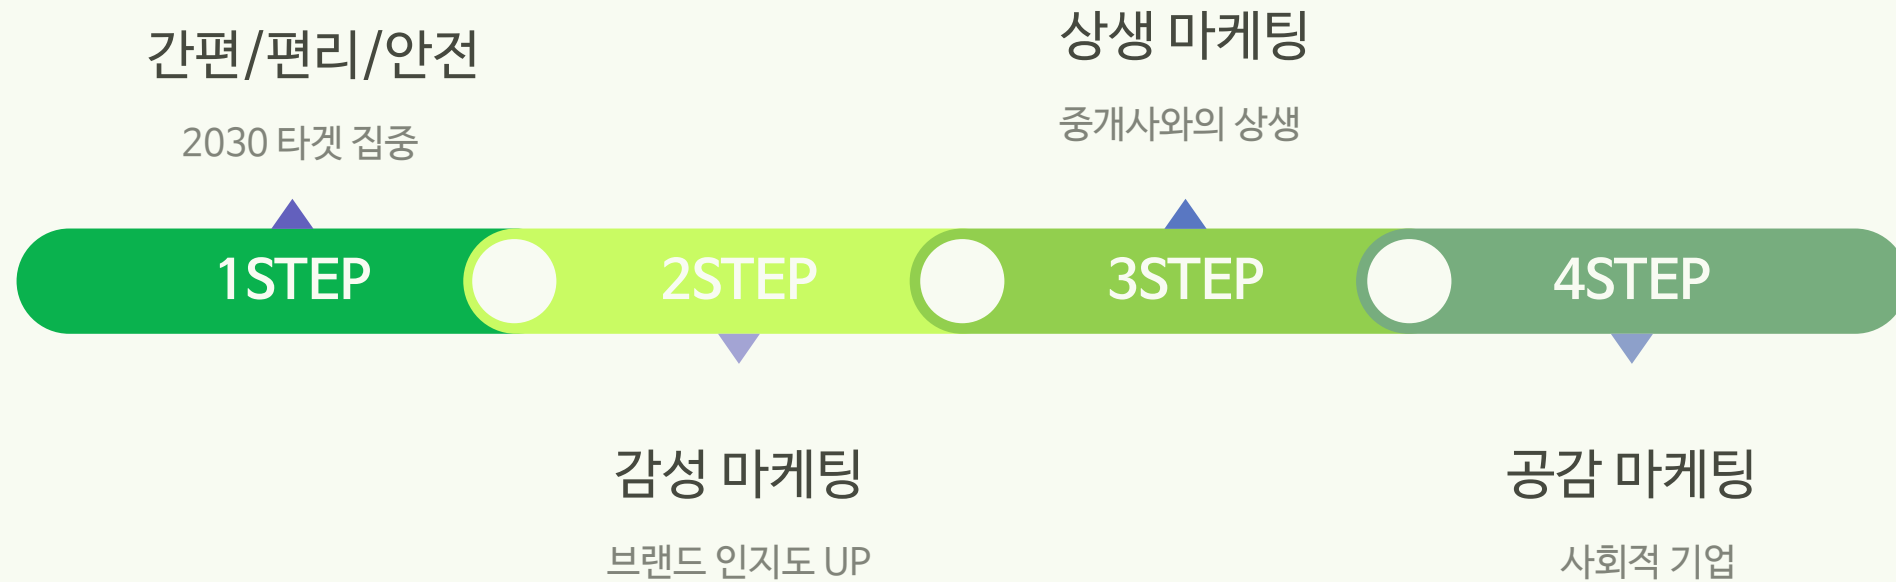 간편/편리/안전
2030 타겟 집중
상생 마케팅
중개사와의 상생
1STEP
2STEP
3STEP
4STEP
감성 마케팅
브랜드 인지도 UP
공감 마케팅
사회적 기업